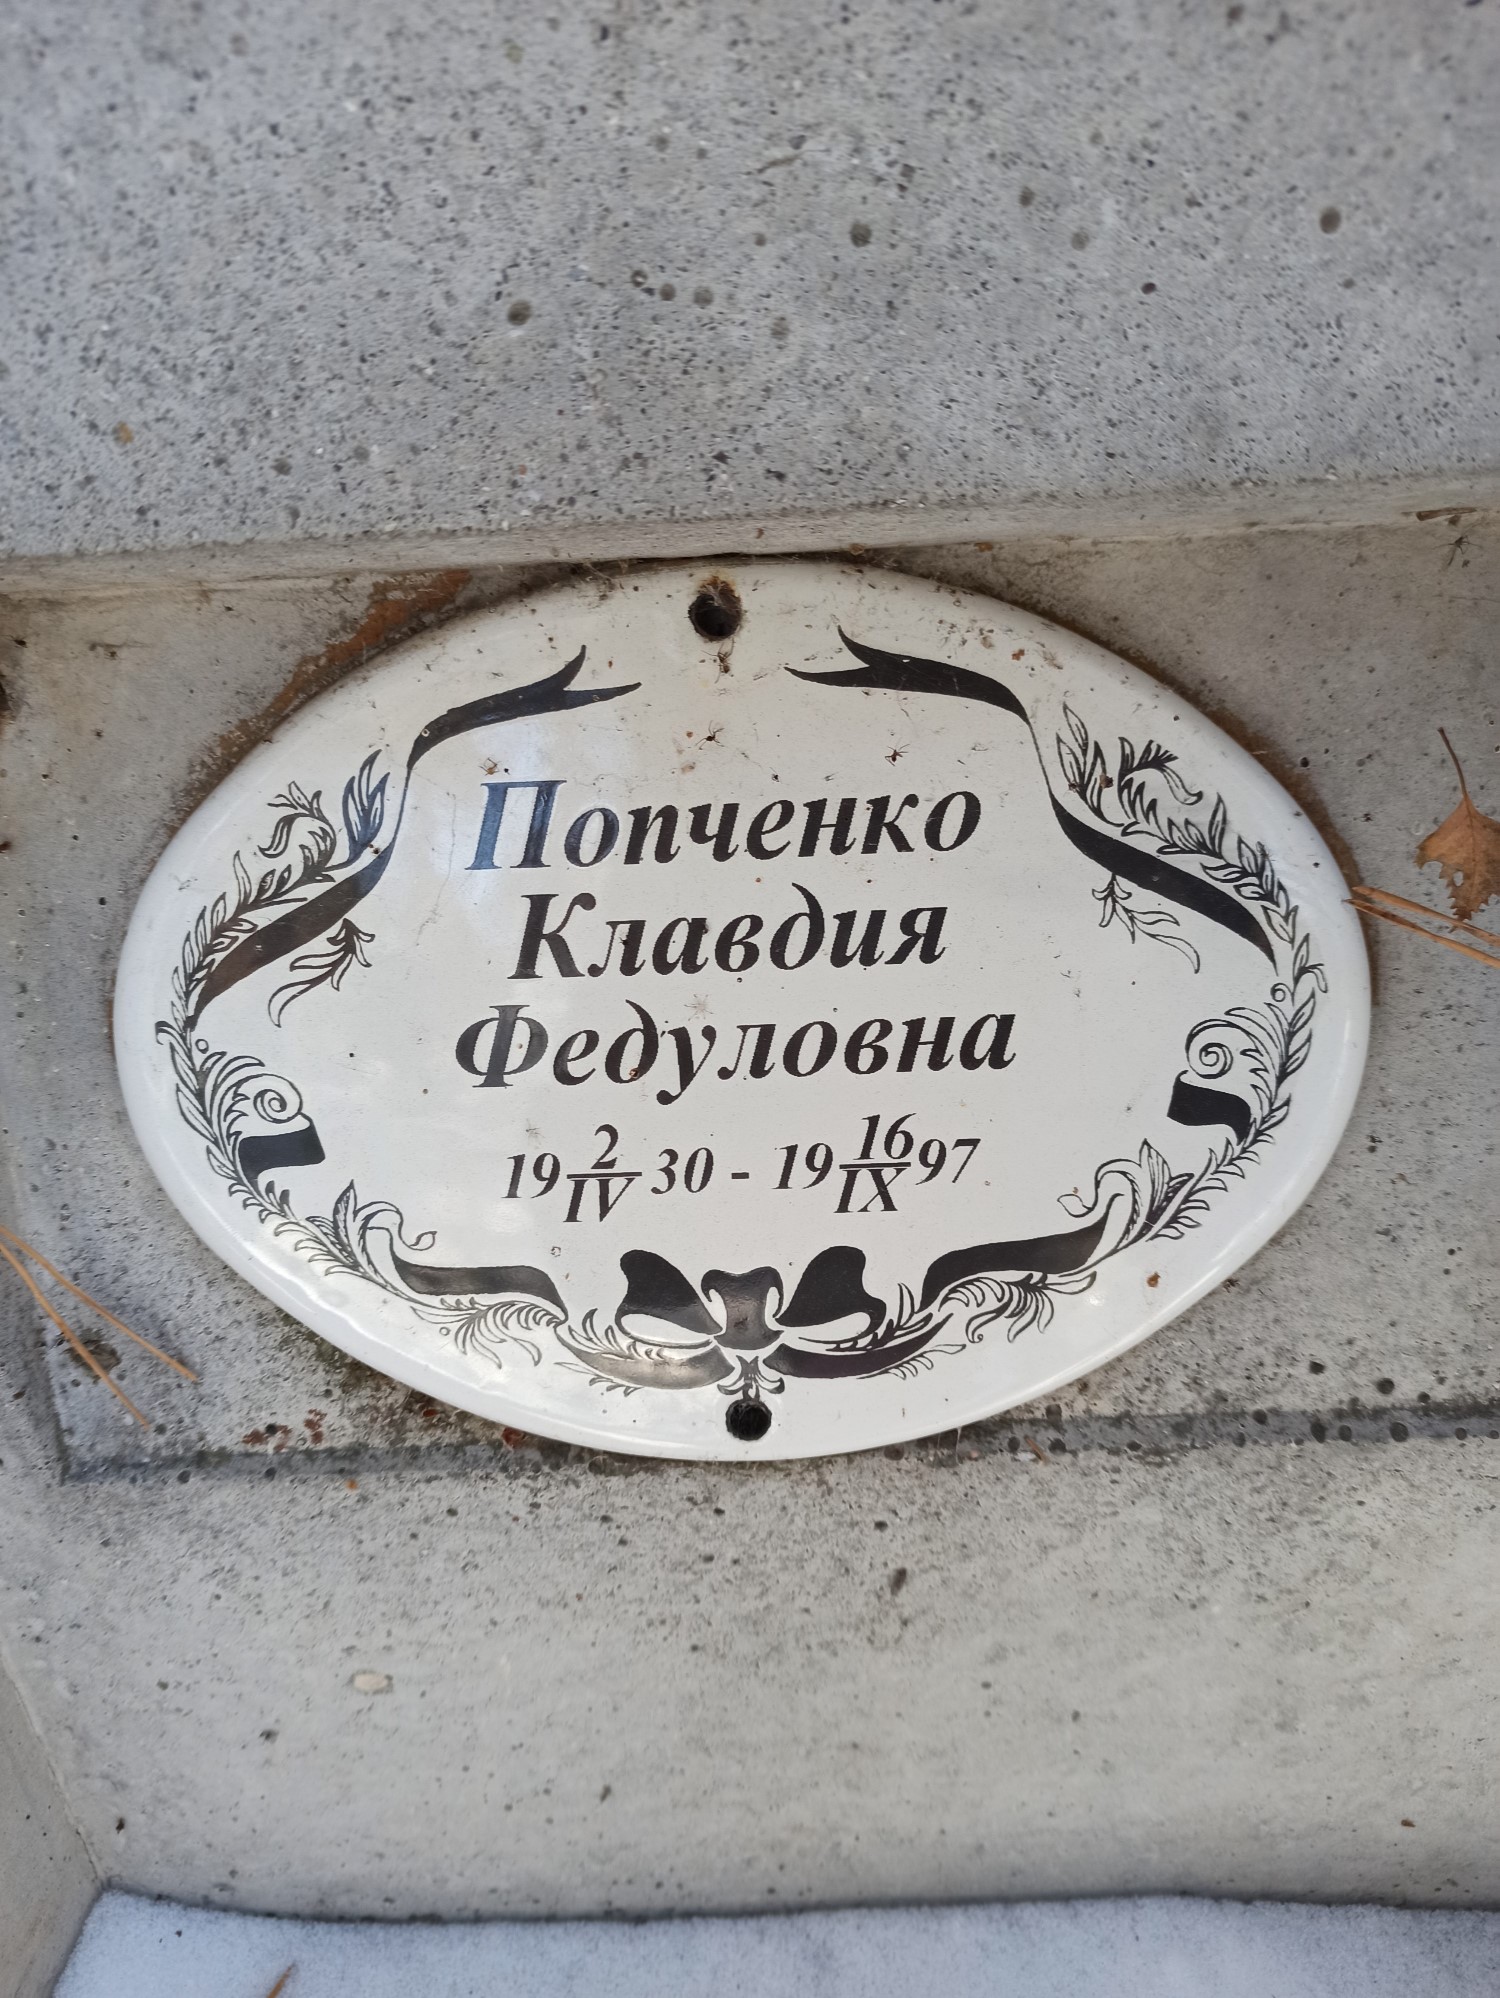 Попченко
Клавдия
Федуловна
19 2/IV 30 - 19 16/IX 97